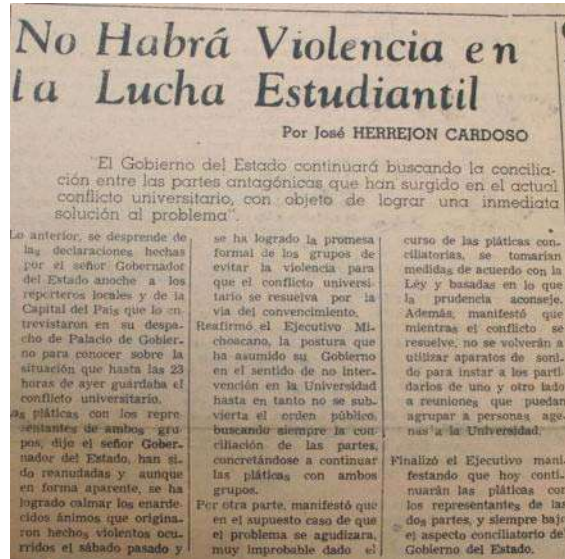 No Habrá Violencia en
la Lucha Estudiantil
Por José HERREJON CARDOSO
"El Gobierno del Estado continuará buscando la concilia-
ción entre las partes antagónicas que han surgido en el actual
conflicto universitario, con objeto de lograr una inmediata
solución al problema".
Lo anterior, se desprende de
las declaraciones hechas
por el señor Gobernador
del Estado anoche a los
reporteros locales y de la
Capital del País que lo en
trevistaron en su despa-
cho de Palacio de Gobier-
no para conocer sobre la
situación que hasta las 23
horas de ayer guardaba el
conflicto universitario.
as pláticas con los repre-
sentantes de ambos gru-
pos, dijo el señor Gober-
nador del Estado, han si-
do reanudadas y aunque
en forma aparente, se ha
logrado calmar los enarde-
cidos ánimos que origina-
ron hechos violentos ocu-
rridos el sábado pasado y
se ha logrado la promesa
formal de los grupos de
evitar la violencia para
que el conflicto universi-
tario se resuelva por la
vía del convencimiento.
Reafirmó el Ejecutivo Mi-
choacano, la postura que
ha asumido su Gobierno
en el sentido de no inter-
vención en la Universidad
hasta en tanto no se sub-
vierta el orden público,
buscando siempre la con
ciliación de las partes,
concretándose a continuar
las pláticas con ambos
grupos.
Por otra parte, manifestó que
en el supuesto caso de que
el problema se agudizara,
muy improbable dado el
curso de las pláticas con-
ciliatorias, se tomarían
medidas de acuerdo con la
Ley y basadas en lo que
la prudencia aconseje.
Además, manifestó que
mientras el conflicto se
resuelve, no se volverán a
utilizar aparatos de soni-
do para instar a los parti
darios de uno y otro lado
a reuniones que puedan
agrupar a personas age-
nas a la Universidad.
Finalizó el Ejecutivo mani
festando que hoy conti-
nuarán las pláticas con
los representantes de las
dos partes, y siempre bajo
el aspecto conciliatorio del
Gobierno del Estado.